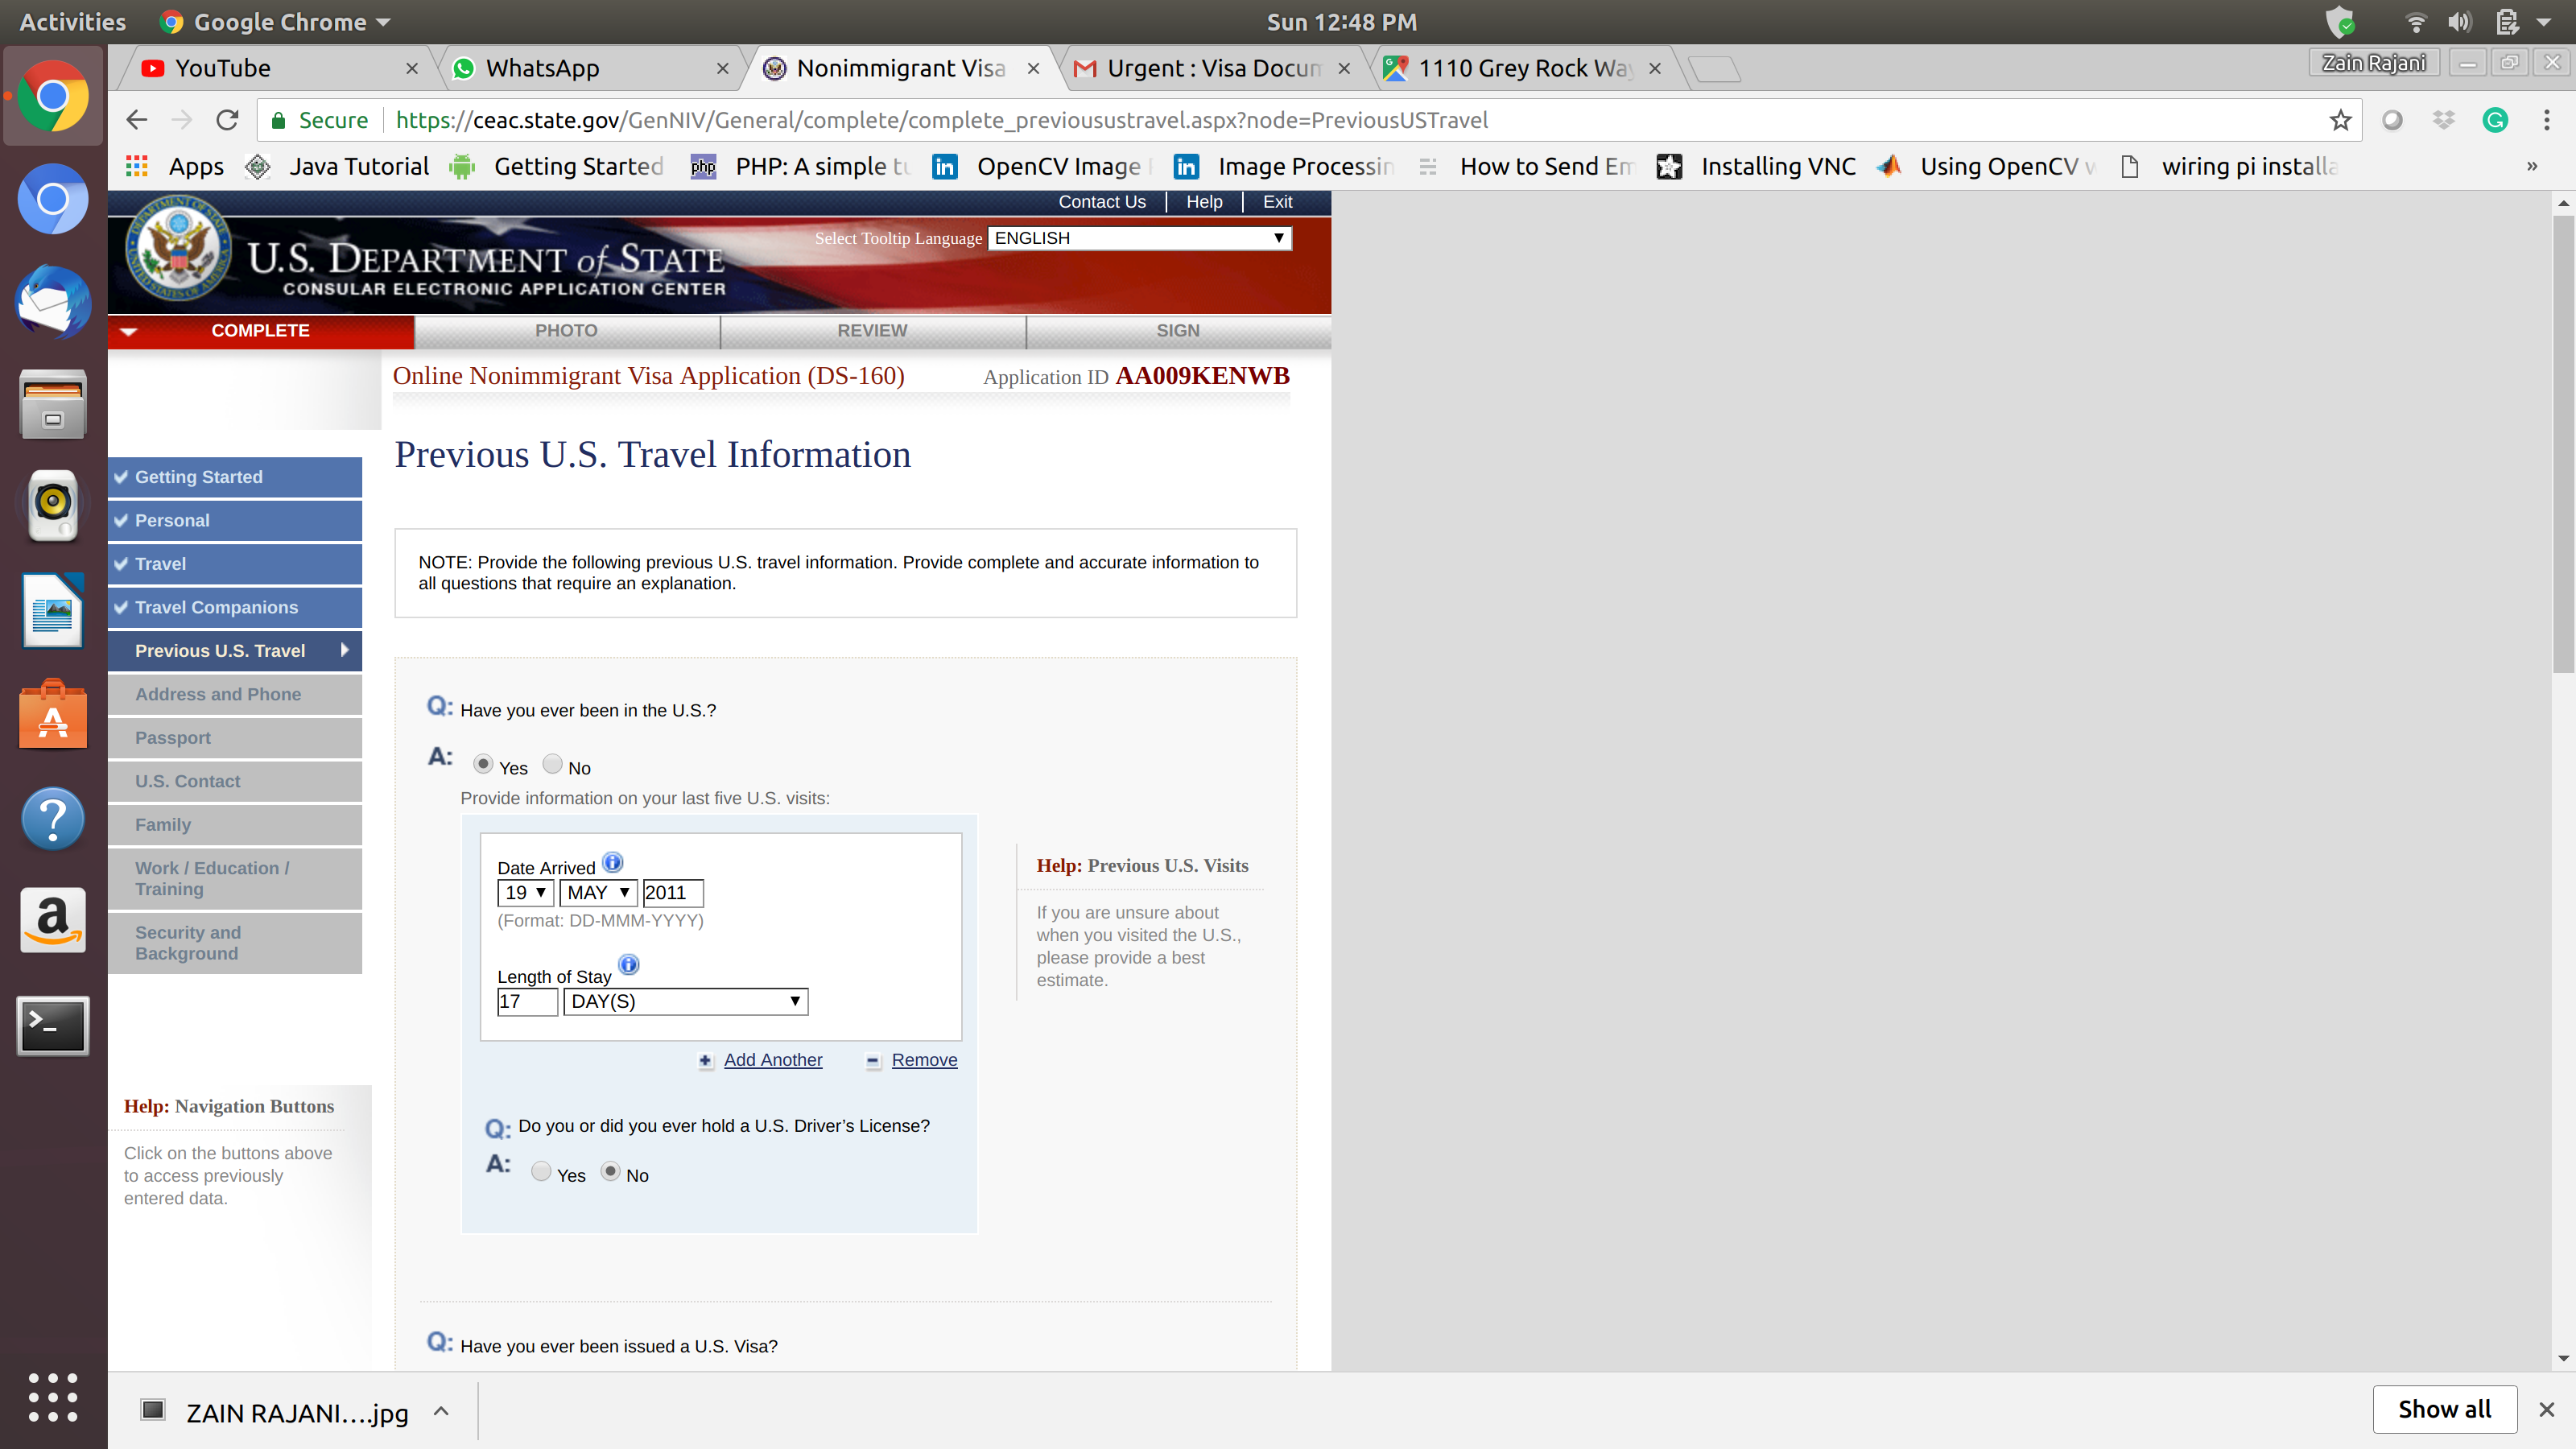 Activities Google Chrome Sun 12:48 PM
YouTube WhatsApp Nonimmigrant Visa Urgent : Visa Docum 1110 Grey Rock Way Zain Rajani
Secure https://ceac.state.gov/GenNIV/General/complete/complete_previousustravel.aspx?node=PreviousUSTravel
Apps Java Tutorial Getting Started PHP: A simple tu OpenCV Image Image Processin How to Send Em Installing VNC Using OpenCV w wiring pi installa »
Contact Us Help Exit
Select Tooltip Language ENGLISH
U.S. DEPARTMENT of STATE
CONSULAR ELECTRONIC APPLICATION CENTER
COMPLETE PHOTO REVIEW SIGN
Online Nonimmigrant Visa Application (DS-160) Application ID AA009KENWB
Previous U.S. Travel Information
Getting Started
Personal
Travel
Travel Companions
Previous U.S. Travel
Address and Phone
Passport
U.S. Contact
Family
Work / Education /
Training
Security and
Background
Help: Navigation Buttons
Click on the buttons above
to access previously
entered data.
NOTE: Provide the following previous U.S. travel information. Provide complete and accurate information to
all questions that require an explanation.
Q: Have you ever been in the U.S.?
A: Yes No
Provide information on your last five U.S. visits:
Date Arrived
19 MAY 2011
(Format: DD-MMM-YYYY)
Length of Stay
17 DAY(S)
Add Another Remove
Q: Do you or did you ever hold a U.S. Driver’s License?
A: Yes No
Help: Previous U.S. Visits
If you are unsure about
when you visited the U.S.,
please provide a best
estimate.
Q: Have you ever been issued a U.S. Visa?
ZAIN RAJANI....jpg Show all